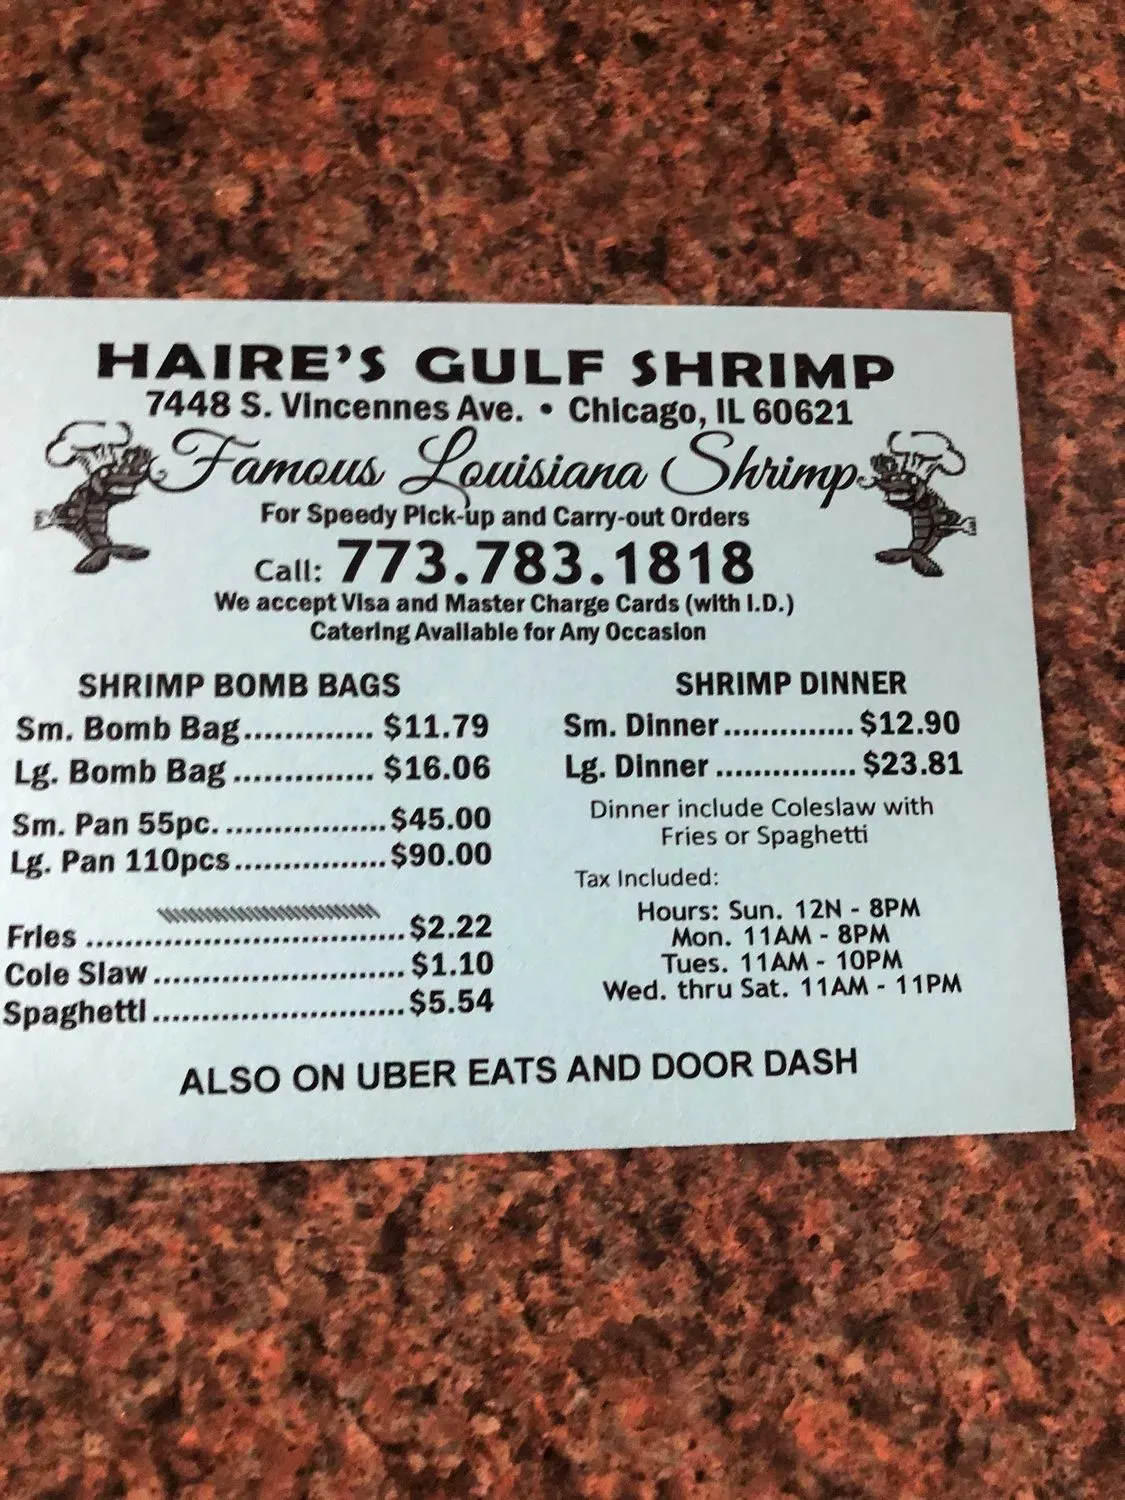 HAIRE'S GULF SHRIMP
7448 S. Vincennes Ave. • Chicago, IL 60621
Famous Louisiana Shrimp
For Speedy Pick-up and Carry-out Orders
Call: 773.783.1818
We accept Visa and Master Charge Cards (with I.D.)
Catering Available for Any Occasion
SHRIMP BOMB BAGS
Sm. Bomb Bag............. $11.79
Lg. Bomb Bag.............. $16.06
Sm. Pan 55pc...................$45.00
Lg. Pan 110pcs................$90.00
Fries .................................$2.22
Cole Slaw..........................$1.10
Spaghetti..........................$5.54
SHRIMP DINNER
Sm. Dinner..............$12.90
Lg. Dinner...............$23.81
Dinner include Coleslaw with
Fries or Spaghetti
Tax Included:
Hours: Sun. 12N - 8PM
Mon. 11AM - 8PM
Tues. 11AM - 10PM
Wed. thru Sat. 11AM - 11PM
ALSO ON UBER EATS AND DOOR DASH